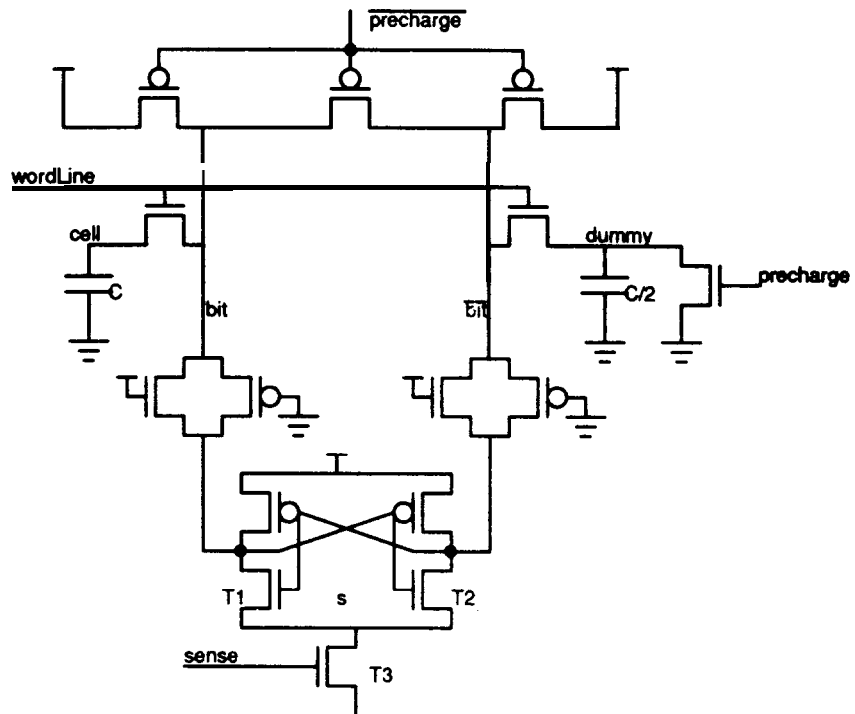 precharge
wordLine
cell
dummy
C
C/2
precharge
bit
bit
T1
s
T2
sense
T3